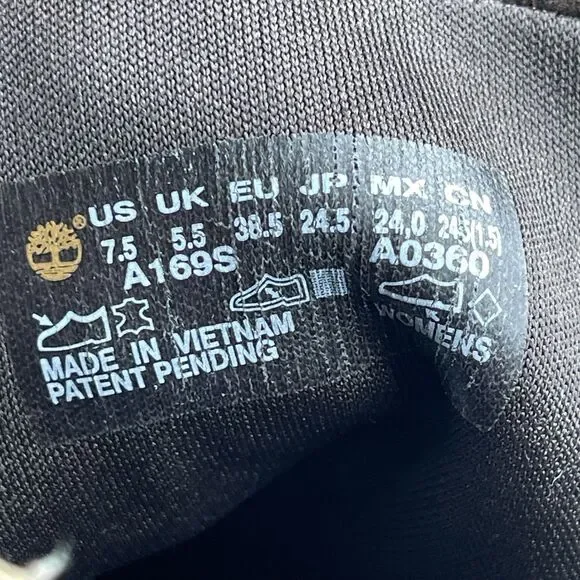 US UK EU JP MX CN
7.5 5.5 38.5 24.5 24,0 245(1.5)
A169S A0360
WOMENS
MADE IN VIETNAM
PATENT PENDING